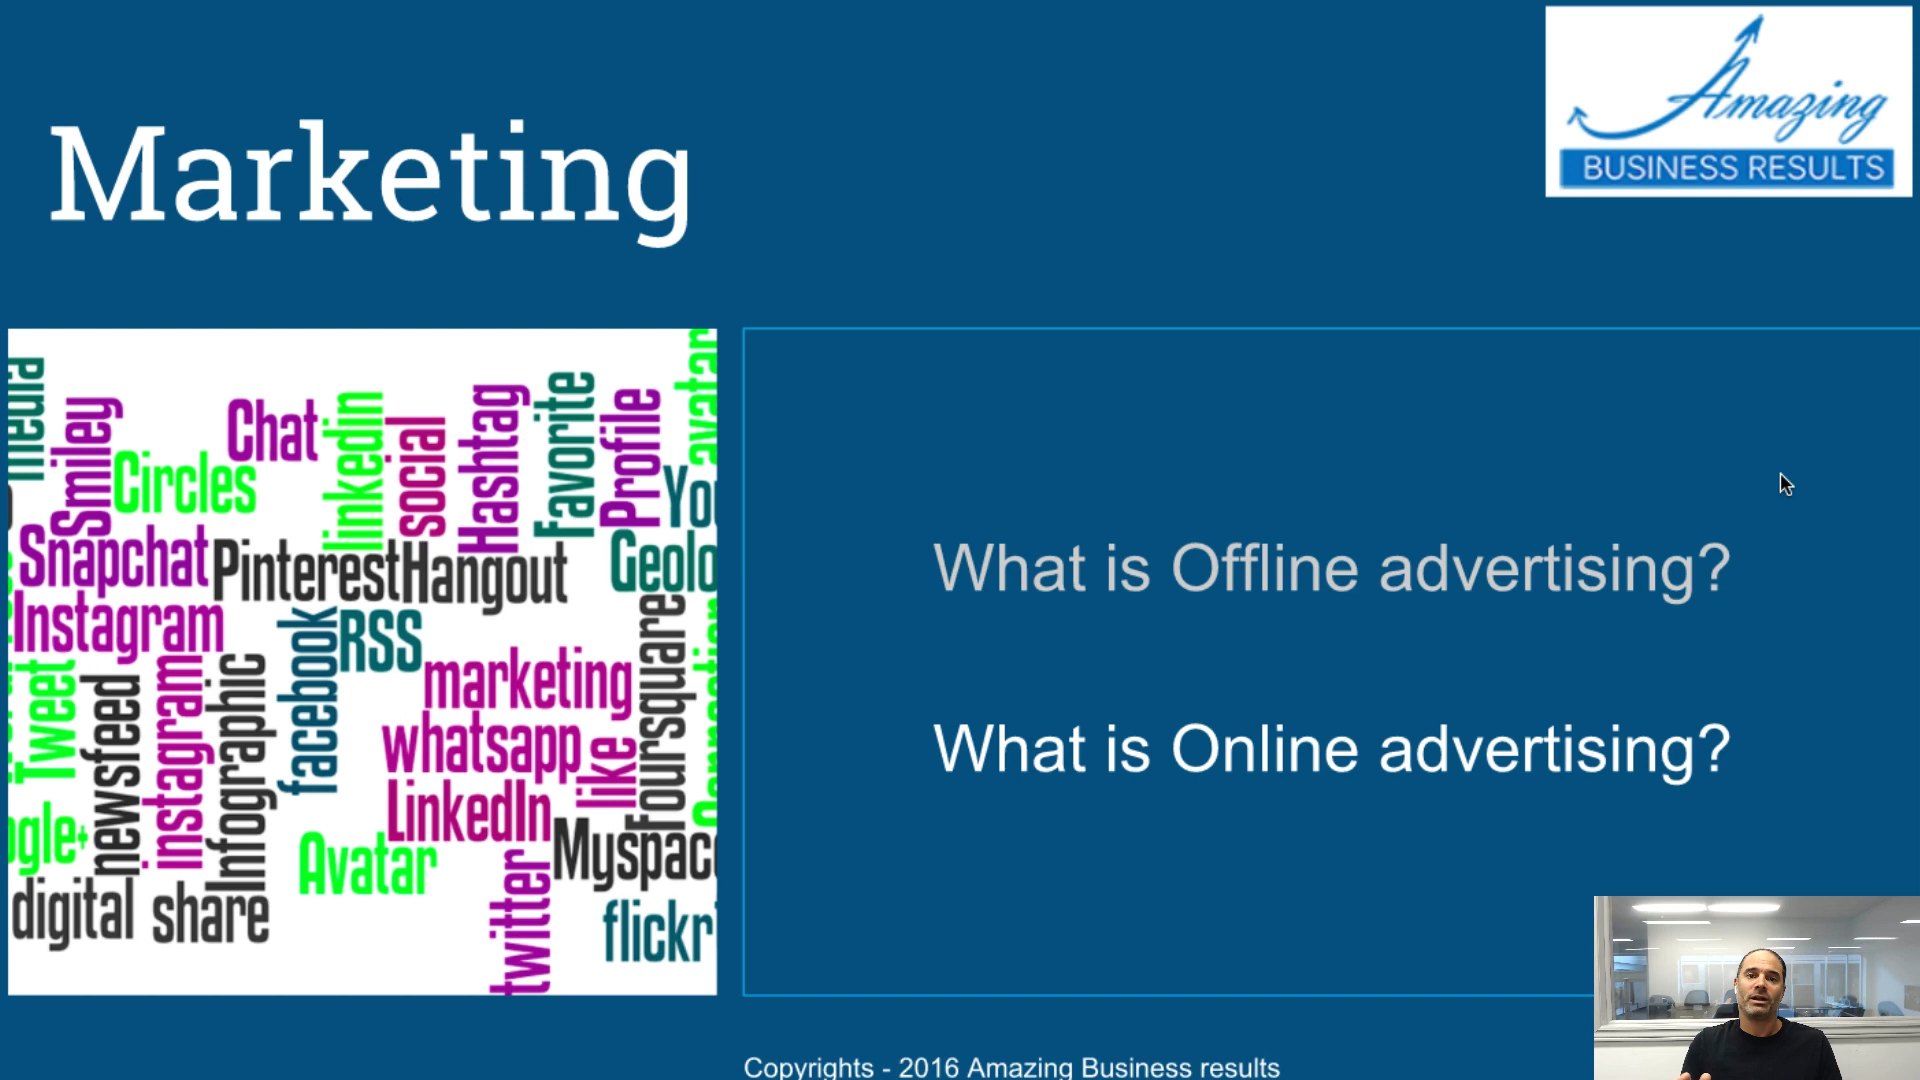 Marketing
Amazing
BUSINESS RESULTS
What is Offline advertising?
What is Online advertising?
Smiley
Chat
Circles
linkedin
social
Hashtag
Favorite
Profile
avatar
Snapchat
Pinterest
Hangout
Instagram
facebook
RSS
marketing
foursquare
Tweet
newsfeed
instagram
Infographic
whatsapp
like
LinkedIn
Avatar
twitter
digital
share
flickr
Copyrights - 2016 Amazing Business results